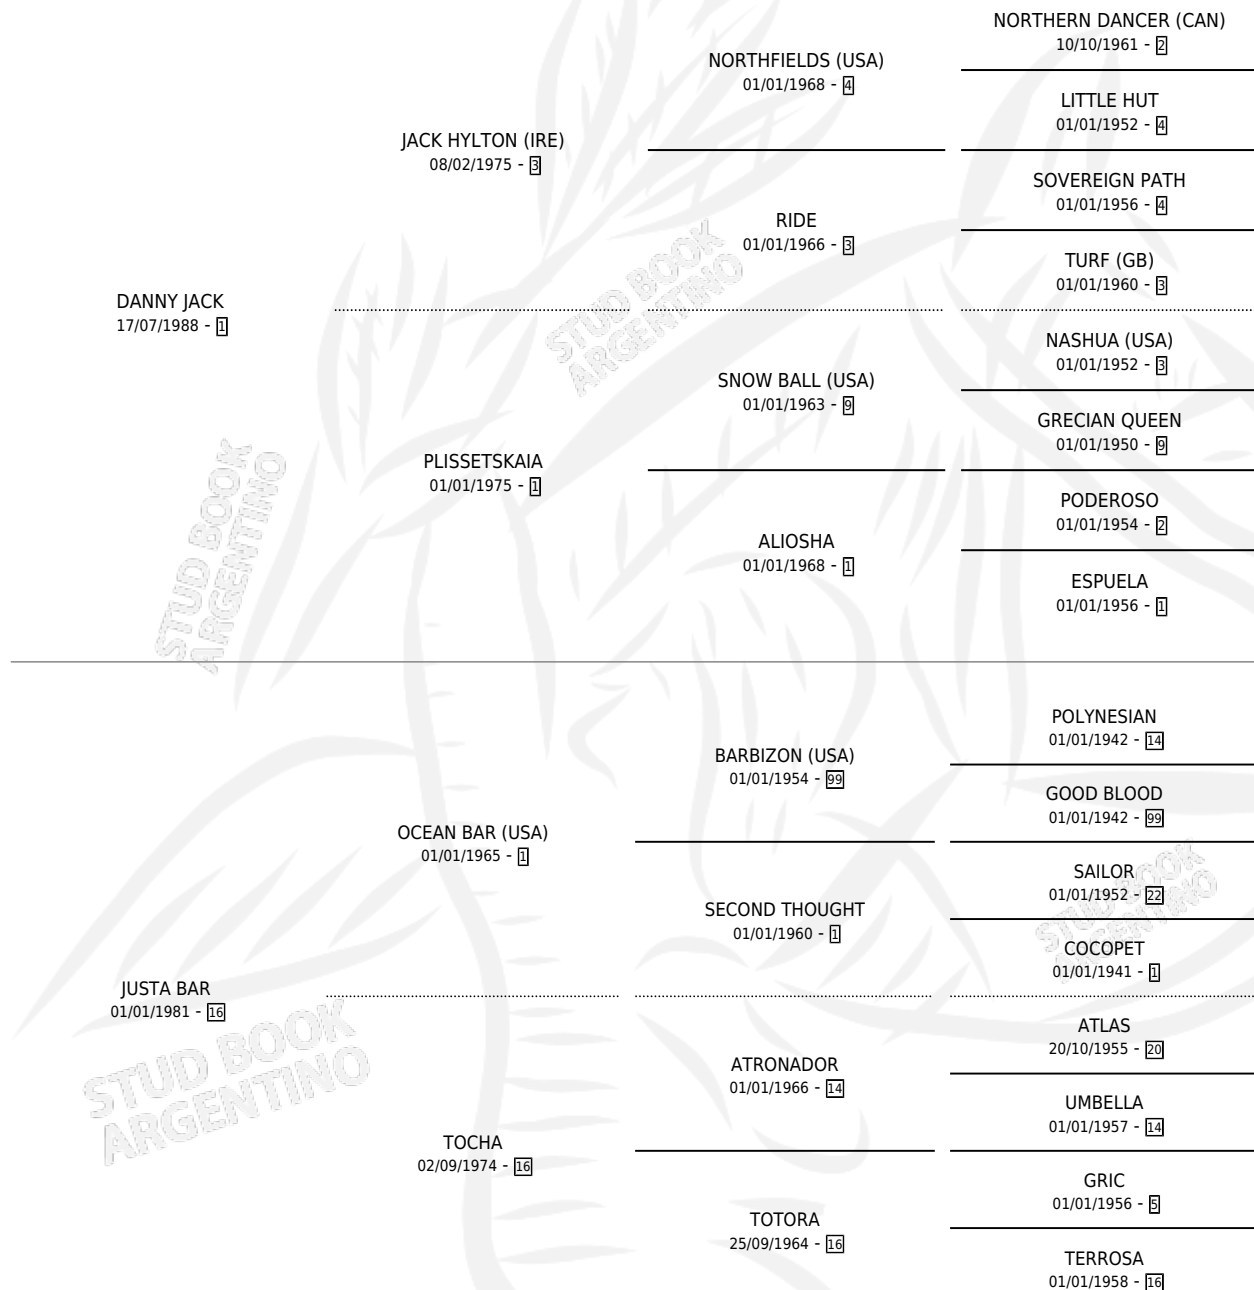 NORTHERN DANCER (CAN)
10/10/1961 - 2
NORTHFIELDS (USA)
01/01/1968 - 4
LITTLE HUT
01/01/1952 - 4
JACK HYLTON (IRE)
08/02/1975 - 3
SOVEREIGN PATH
01/01/1956 - 4
RIDE
01/01/1966 - 3
TURF (GB)
01/01/1960 - 3
DANNY JACK
17/07/1988 - 1
NASHUA (USA)
01/01/1952 - 3
SNOW BALL (USA)
01/01/1963 - 9
GRECIAN QUEEN
01/01/1950 - 9
PLISSETSKAIA
01/01/1975 - 1
PODEROSO
01/01/1954 - 2
ALIOSHA
01/01/1968 - 1
ESPUELA
01/01/1956 - 1
STUD BOOK
ARGENTINO
STUD BOOK
ARGENTINO
POLYNESIAN
01/01/1942 - 14
BARBIZON (USA)
01/01/1954 - 99
GOOD BLOOD
01/01/1942 - 99
OCEAN BAR (USA)
01/01/1965 - 1
SAILOR
01/01/1952 - 22
SECOND THOUGHT
01/01/1960 - 1
COCOPET
01/01/1941 - 1
JUSTA BAR
01/01/1981 - 16
ATLAS
20/10/1955 - 20
ATRONADOR
01/01/1966 - 14
UMBELLA
01/01/1957 - 14
TOCHA
02/09/1974 - 16
GRIC
01/01/1956 - 5
TOTORA
25/09/1964 - 16
TERROSA
01/01/1958 - 16
STUD BOOK
ARGENTINO
STUD BOOK
ARGENTINO